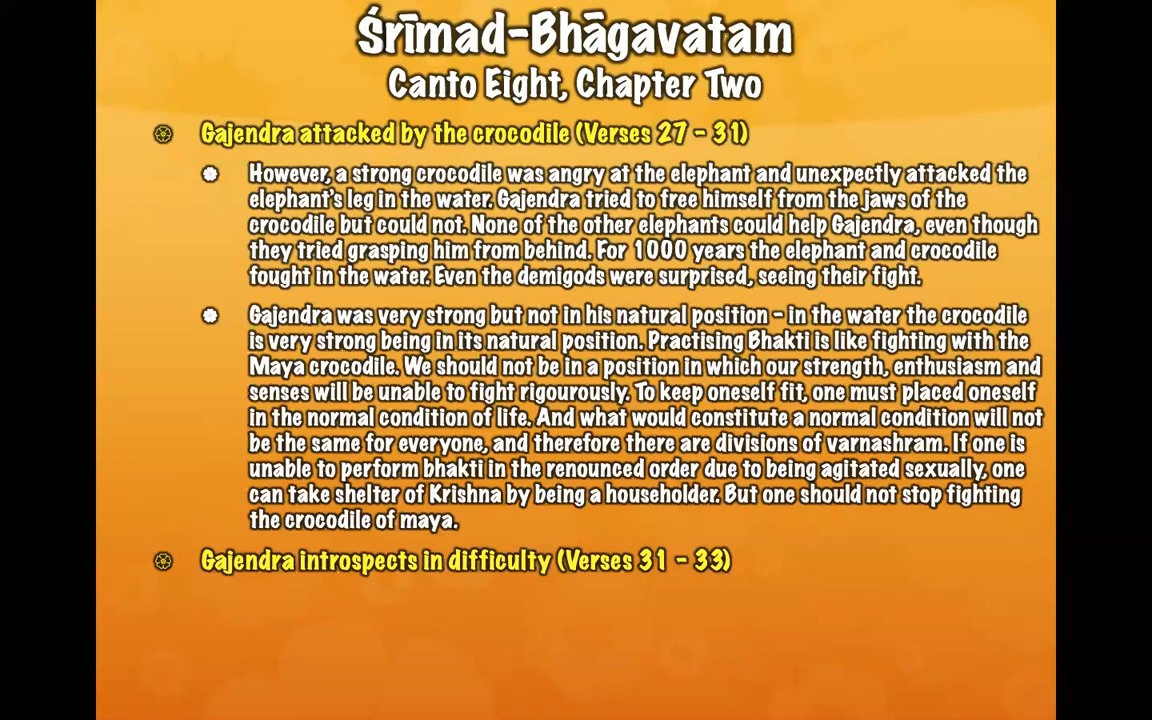 Śrīmad-Bhāgavatam
Canto Eight, Chapter Two
Gajendra attacked by the crocodile (Verses 27 – 31)
However, a strong crocodile was angry at the elephant and unexpectly attacked the
elephant's leg in the water. Gajendra tried to free himself from the jaws of the
crocodile but could not. None of the other elephants could help Gajendra, even though
they tried grasping him from behind. For 1000 years the elephant and crocodile
fought in the water. Even the demigods were surprised, seeing their fight.
Gajendra was very strong but not in his natural position – in the water the crocodile
is very strong being in its natural position. Practising Bhakti is like fighting with the
Maya crocodile. We should not be in a position in which our strength, enthusiasm and
senses will be unable to fight rigourously. To keep oneself fit, one must placed oneself
in the normal condition of life. And what would constitute a normal condition will not
be the same for everyone, and therefore there are divisions of varnashram. If one is
unable to perform bhakti in the renounced order due to being agitated sexually, one
can take shelter of Krishna by being a householder. But one should not stop fighting
the crocodile of maya.
Gajendra introspects in difficulty (Verses 31 – 33)